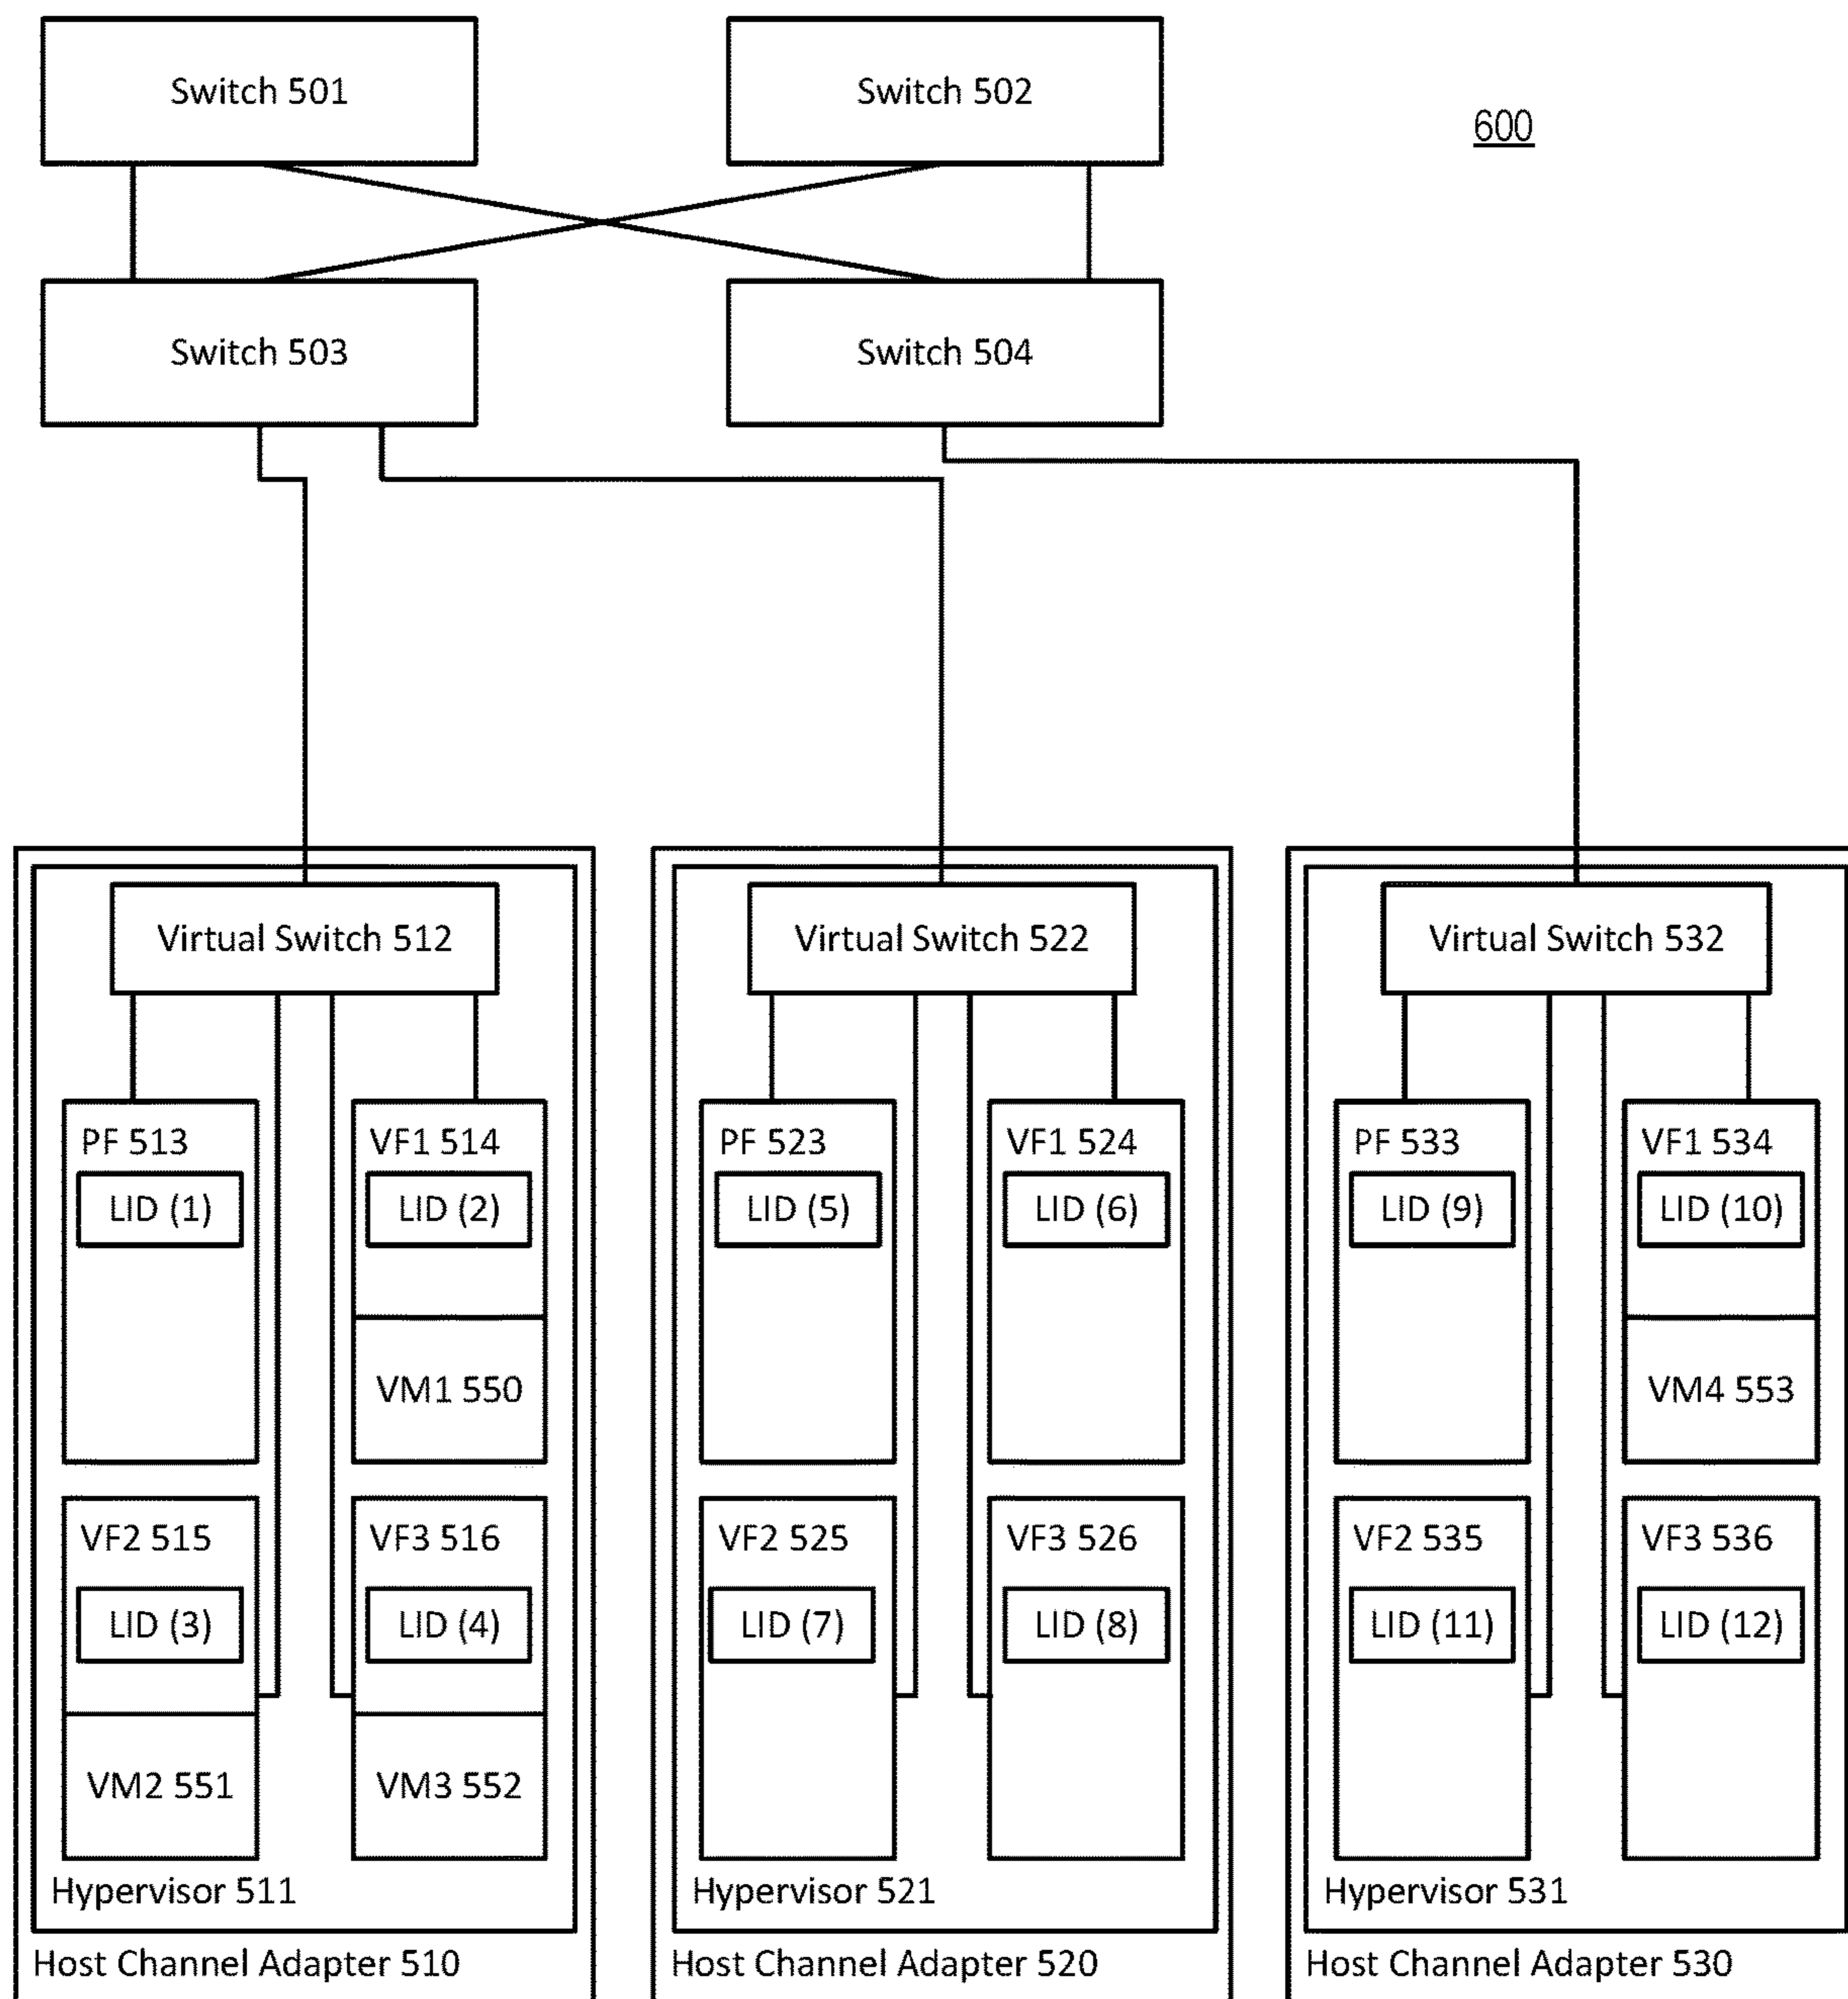 Switch 501
Switch 502
600
Switch 503
Switch 504
Virtual Switch 512
PF 513
LID (1)
VF1 514
LID (2)
VM1 550
VF2 515
LID (3)
VM2 551
VF3 516
LID (4)
VM3 552
Hypervisor 511
Host Channel Adapter 510
Virtual Switch 522
PF 523
LID (5)
VF1 524
LID (6)
VF2 525
LID (7)
VF3 526
LID (8)
Hypervisor 521
Host Channel Adapter 520
Virtual Switch 532
PF 533
LID (9)
VF1 534
LID (10)
VM4 553
VF2 535
LID (11)
VF3 536
LID (12)
Hypervisor 531
Host Channel Adapter 530